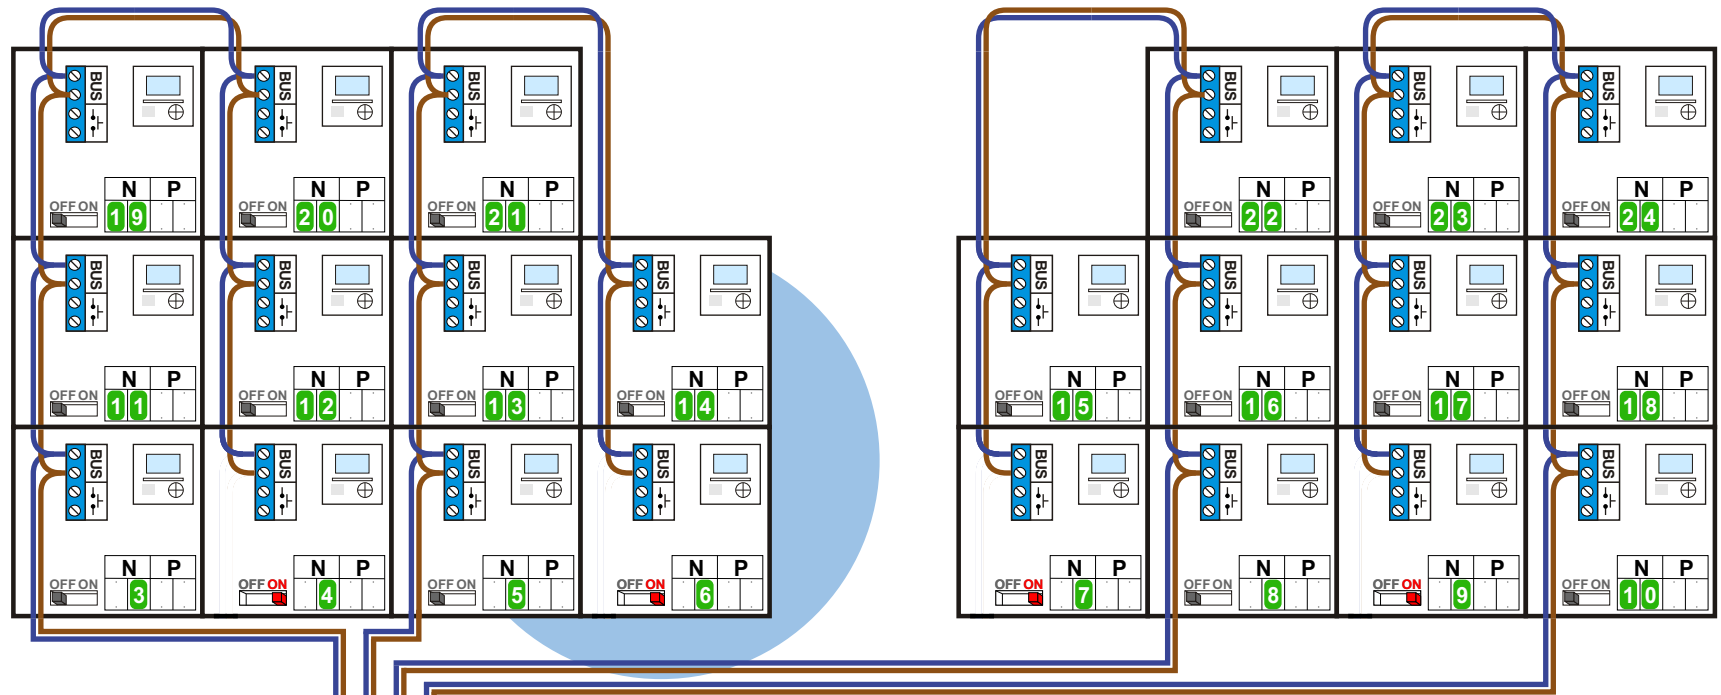 BUS BUS BUS BUS BUS BUS
N P N P N P N P N P N P
OFF ON 19 OFF ON 20 OFF ON 21 OFF ON 22 OFF ON 23 OFF ON 24
BUS BUS BUS BUS BUS BUS BUS BUS
N P N P N P N P N P N P N P N P
OFF ON 11 OFF ON 12 OFF ON 13 OFF ON 14 OFF ON 15 OFF ON 16 OFF ON 17 OFF ON 18
BUS BUS BUS BUS BUS BUS BUS BUS
N P N P N P N P N P N P N P N P
OFF ON 3 OFF ON 4 OFF ON 5 OFF ON 6 OFF ON 7 OFF ON 8 OFF ON 9 OFF ON 10